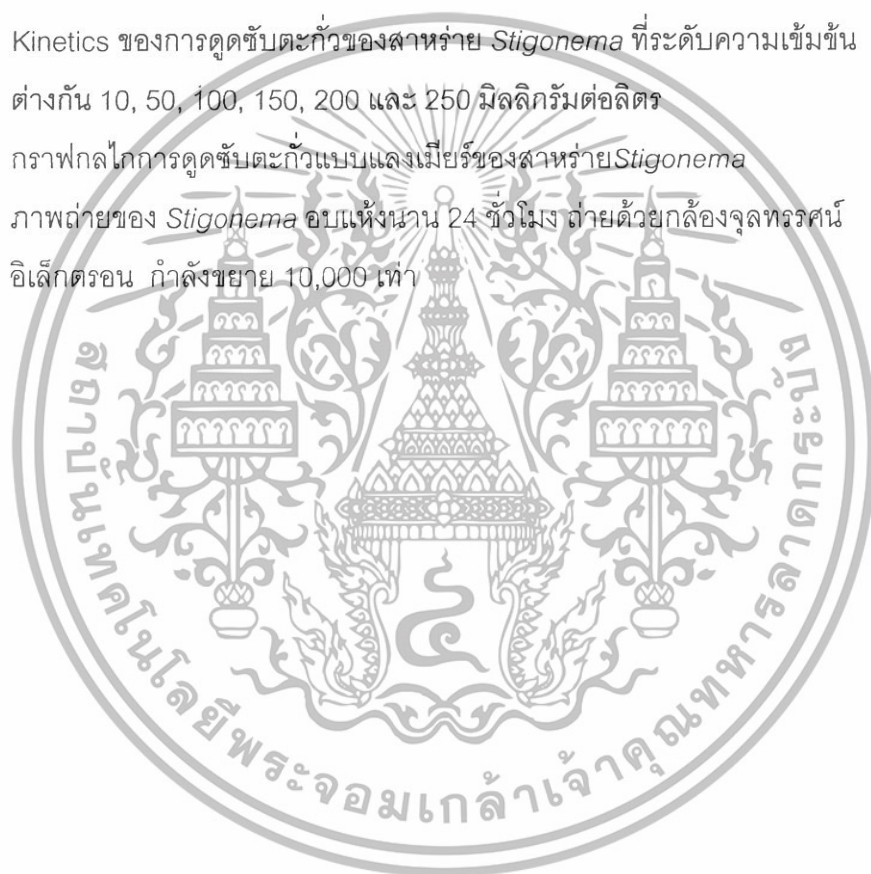 Kinetics ของการดูดซับตะกั่วของสาหร่าย Stigonema ที่ระดับความเข้มข้น
ต่างกัน 10, 50, 100, 150, 200 และ 250 มิลลิกรัมต่อลิตร
กราฟกลไกการดูดซับตะกั่วแบบแลงเมียร์ของสาหร่ายStigonema
ภาพถ่ายของ Stigonema อบแห้งนาน 24 ชั่วโมง ถ่ายด้วยกล้องจุลทรรศน์
อิเล็กตรอน กำลังขยาย 10,000 เท่า
สถาบันเทคโนโลยีพระจอมเกล้าเจ้าคุณทหารลาดกระบัง
๔